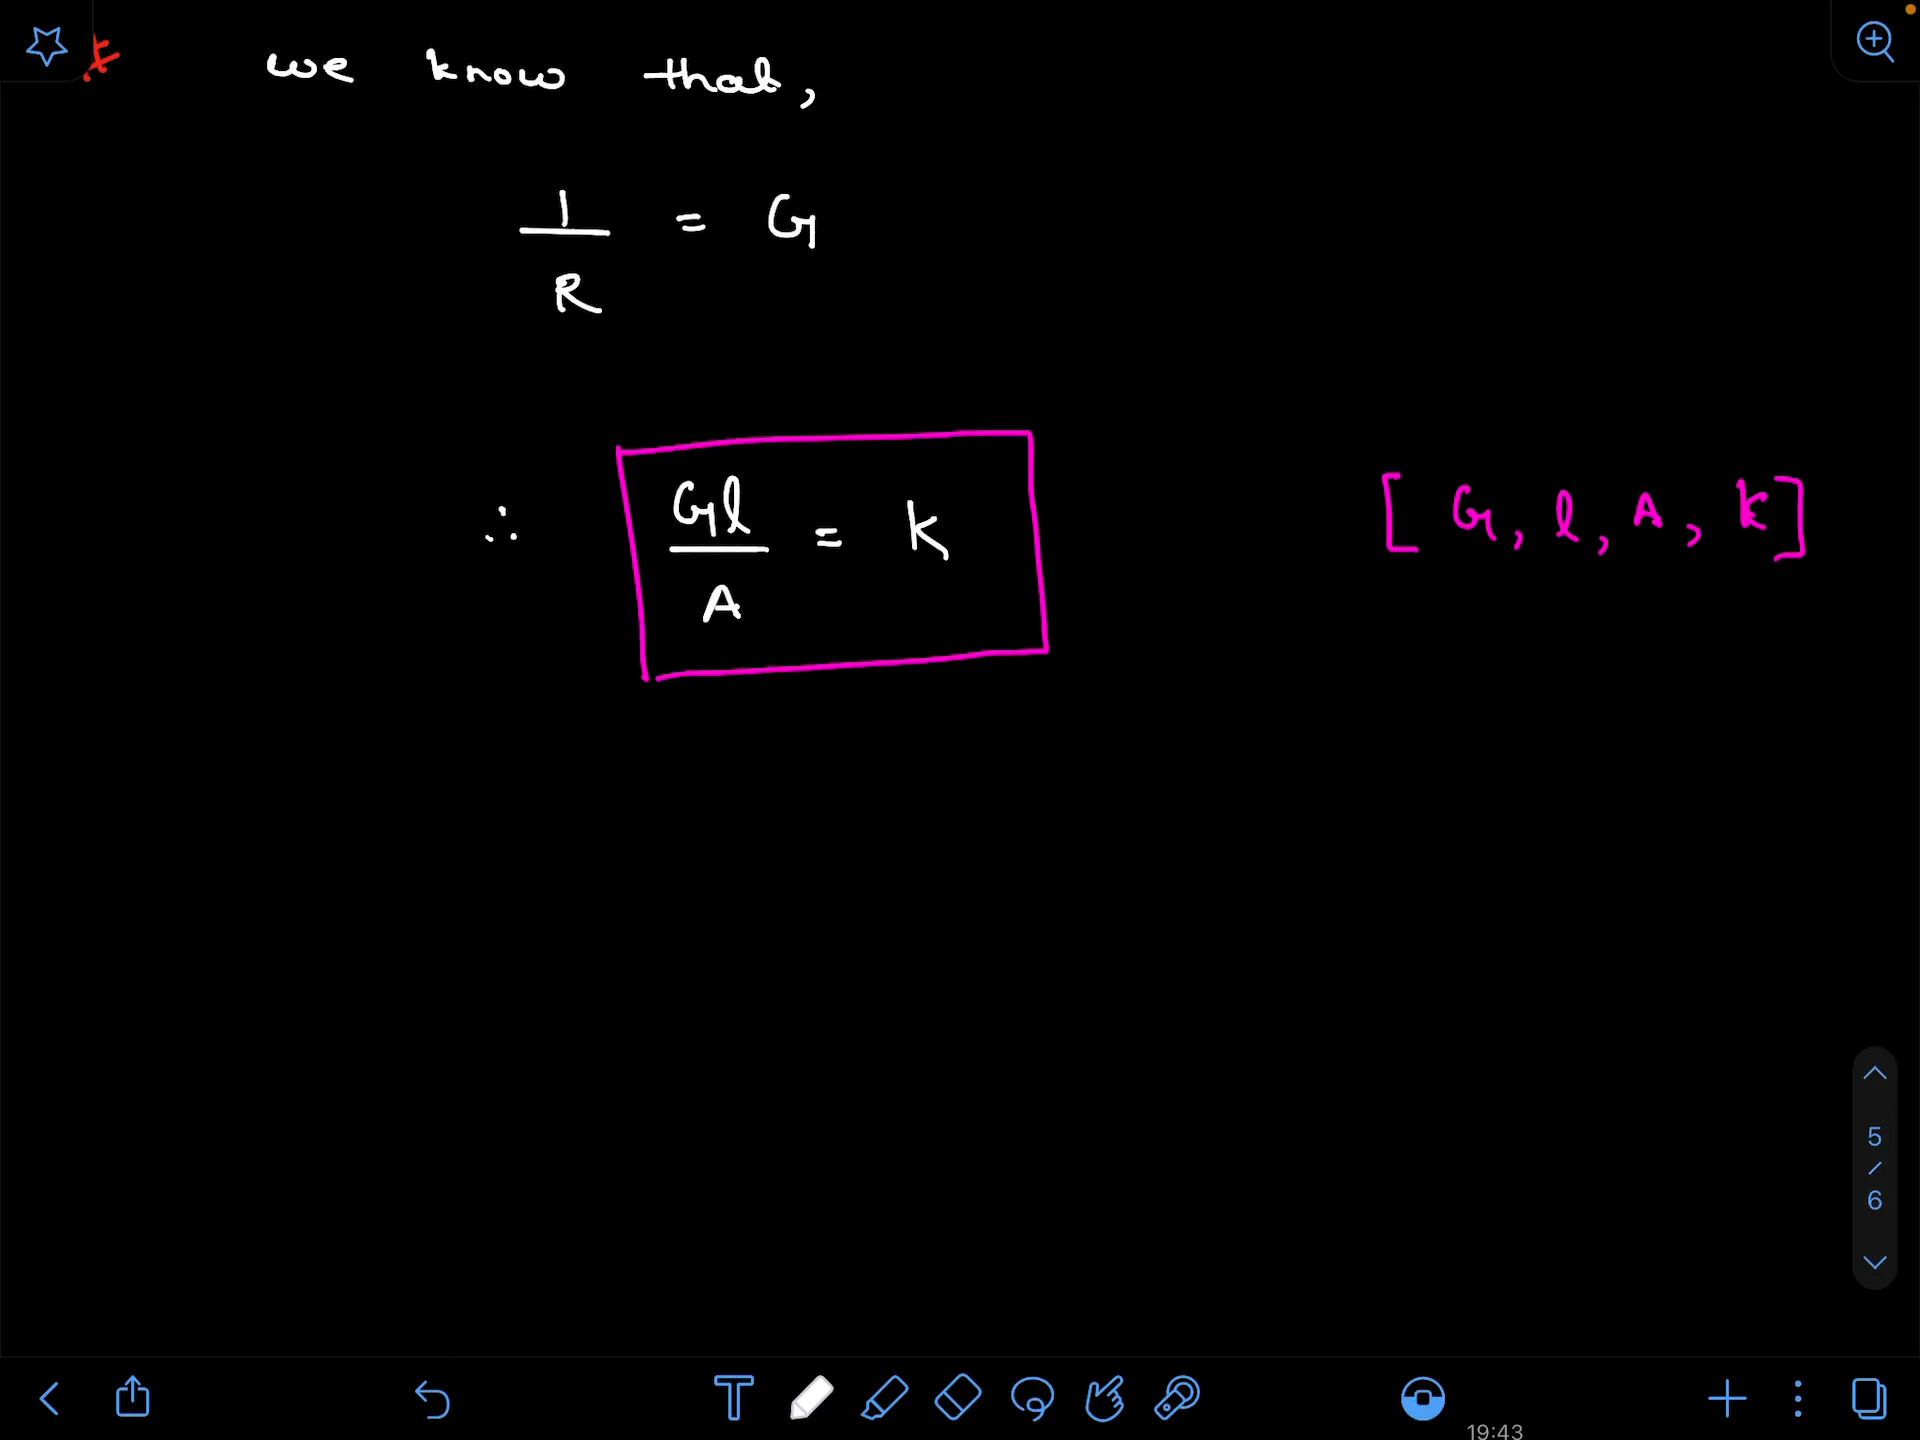 we know that,
1/R = G
∴ Gl/A = K
[G, l, A, K]
5
/
6
19:43